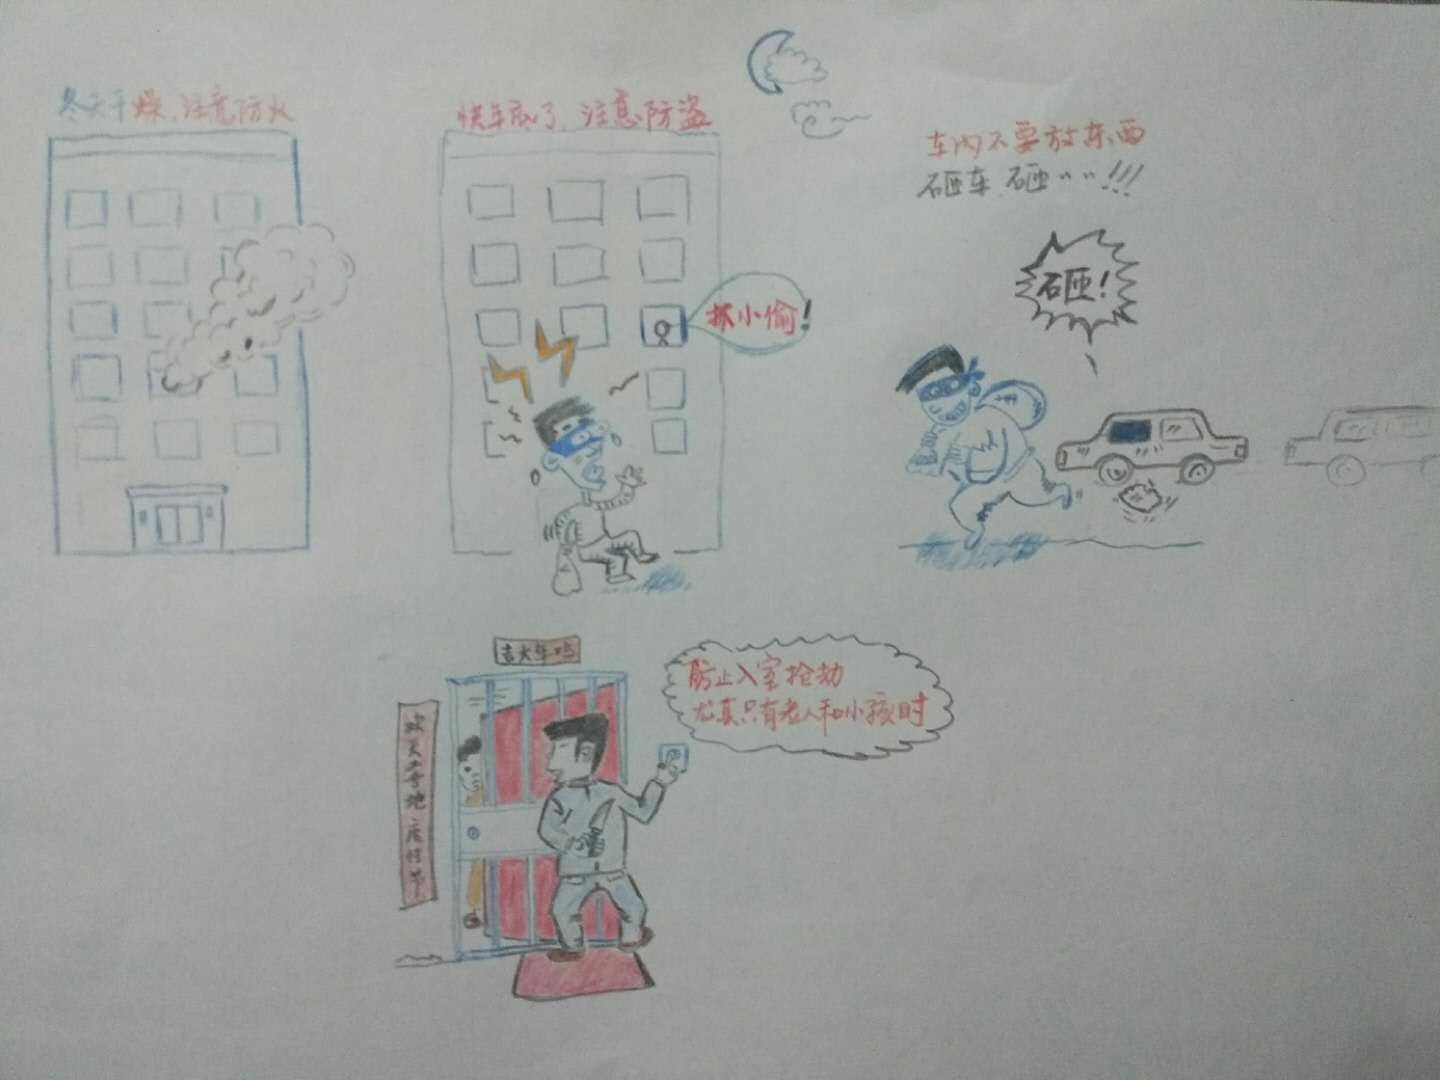 冬天干燥.注意防火
快年底了.注意防盗
车内不要放东西
砸车.砸……!!!
抓小偷!
砸!
吉大年
防止入室抢劫
尤其只有老人和小孩时
欢天喜地度佳节